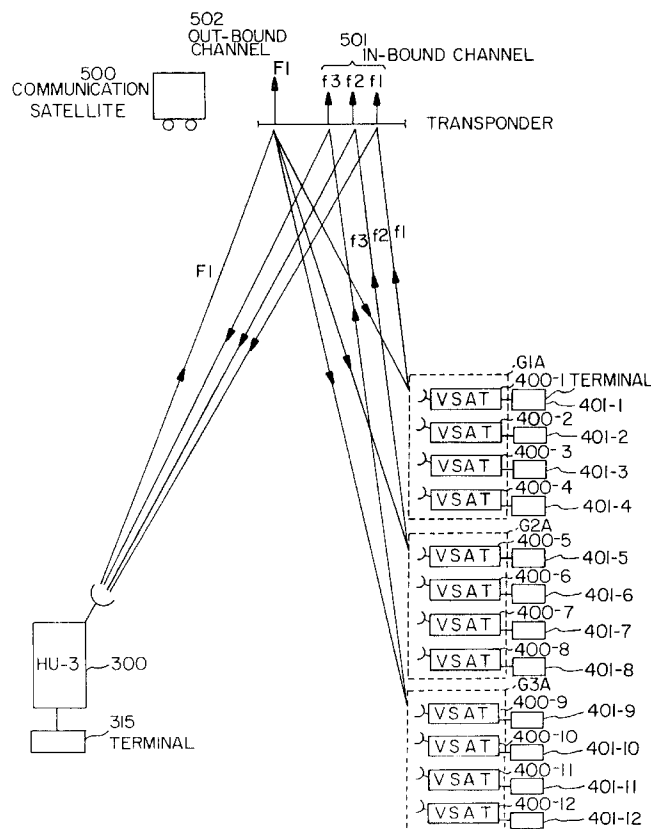 502
OUT-BOUND
CHANNEL
501
IN-BOUND CHANNEL
500
COMMUNICATION
SATELLITE
F1
f3 f2 f1
TRANSPONDER
F1
f3 f2 f1
G1A
400-1 TERMINAL
VSAT
401-1
400-2
VSAT
401-2
400-3
VSAT
401-3
400-4
VSAT
401-4
G2A
400-5
VSAT
401-5
400-6
VSAT
401-6
400-7
VSAT
401-7
400-8
VSAT
401-8
G3A
400-9
VSAT
401-9
400-10
VSAT
401-10
400-11
VSAT
401-11
400-12
VSAT
401-12
HU-3
300
315
TERMINAL